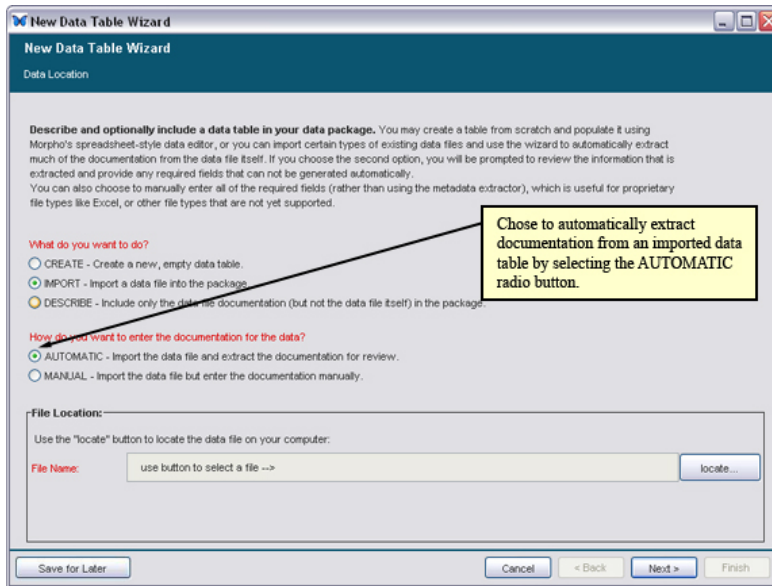 New Data Table Wizard
New Data Table Wizard
Data Location
Describe and optionally include a data table in your data package. You may create a table from scratch and populate it using
Morpho's spreadsheet-style data editor, or you can import certain types of existing data files and use the wizard to automatically extract
much of the documentation from the data file itself. If you choose the second option, you will be prompted to review the information that is
extracted and provide any required fields that can not be generated automatically.
You can also choose to manually enter all of the required fields (rather than using the metadata extractor), which is useful for proprietary
file types like Excel, or other file types that are not yet supported.
Chose to automatically extract
documentation from an imported data
table by selecting the AUTOMATIC
radio button.
What do you want to do?
CREATE - Create a new, empty data table.
IMPORT - Import a data file into the package.
DESCRIBE - Include only the data file documentation (but not the data file itself) in the package.
How do you want to enter the documentation for the data?
AUTOMATIC - Import the data file and extract the documentation for review.
MANUAL - Import the data file but enter the documentation manually.
File Location:
Use the "locate" button to locate the data file on your computer:
File Name:
use button to select a file -->
locate...
Save for Later
Cancel
< Back
Next >
Finish